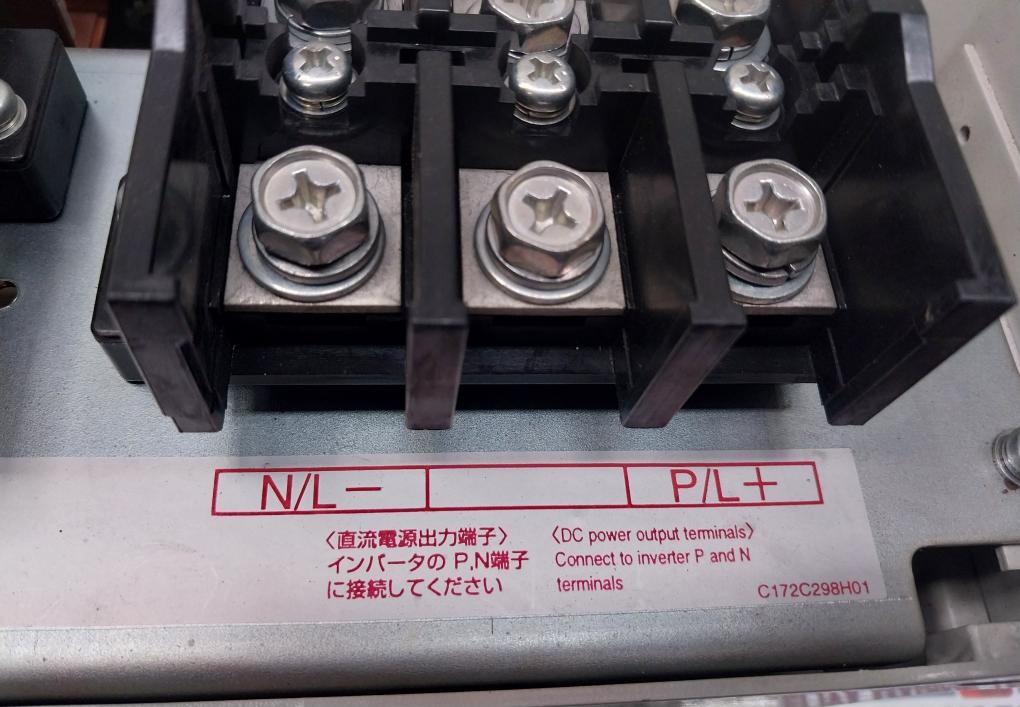 N/L－ P/L＋
〈直流電源出力端子〉
インバータの P,N端子
に接続してください
〈DC power output terminals〉
Connect to inverter P and N
terminals
C172C298H01